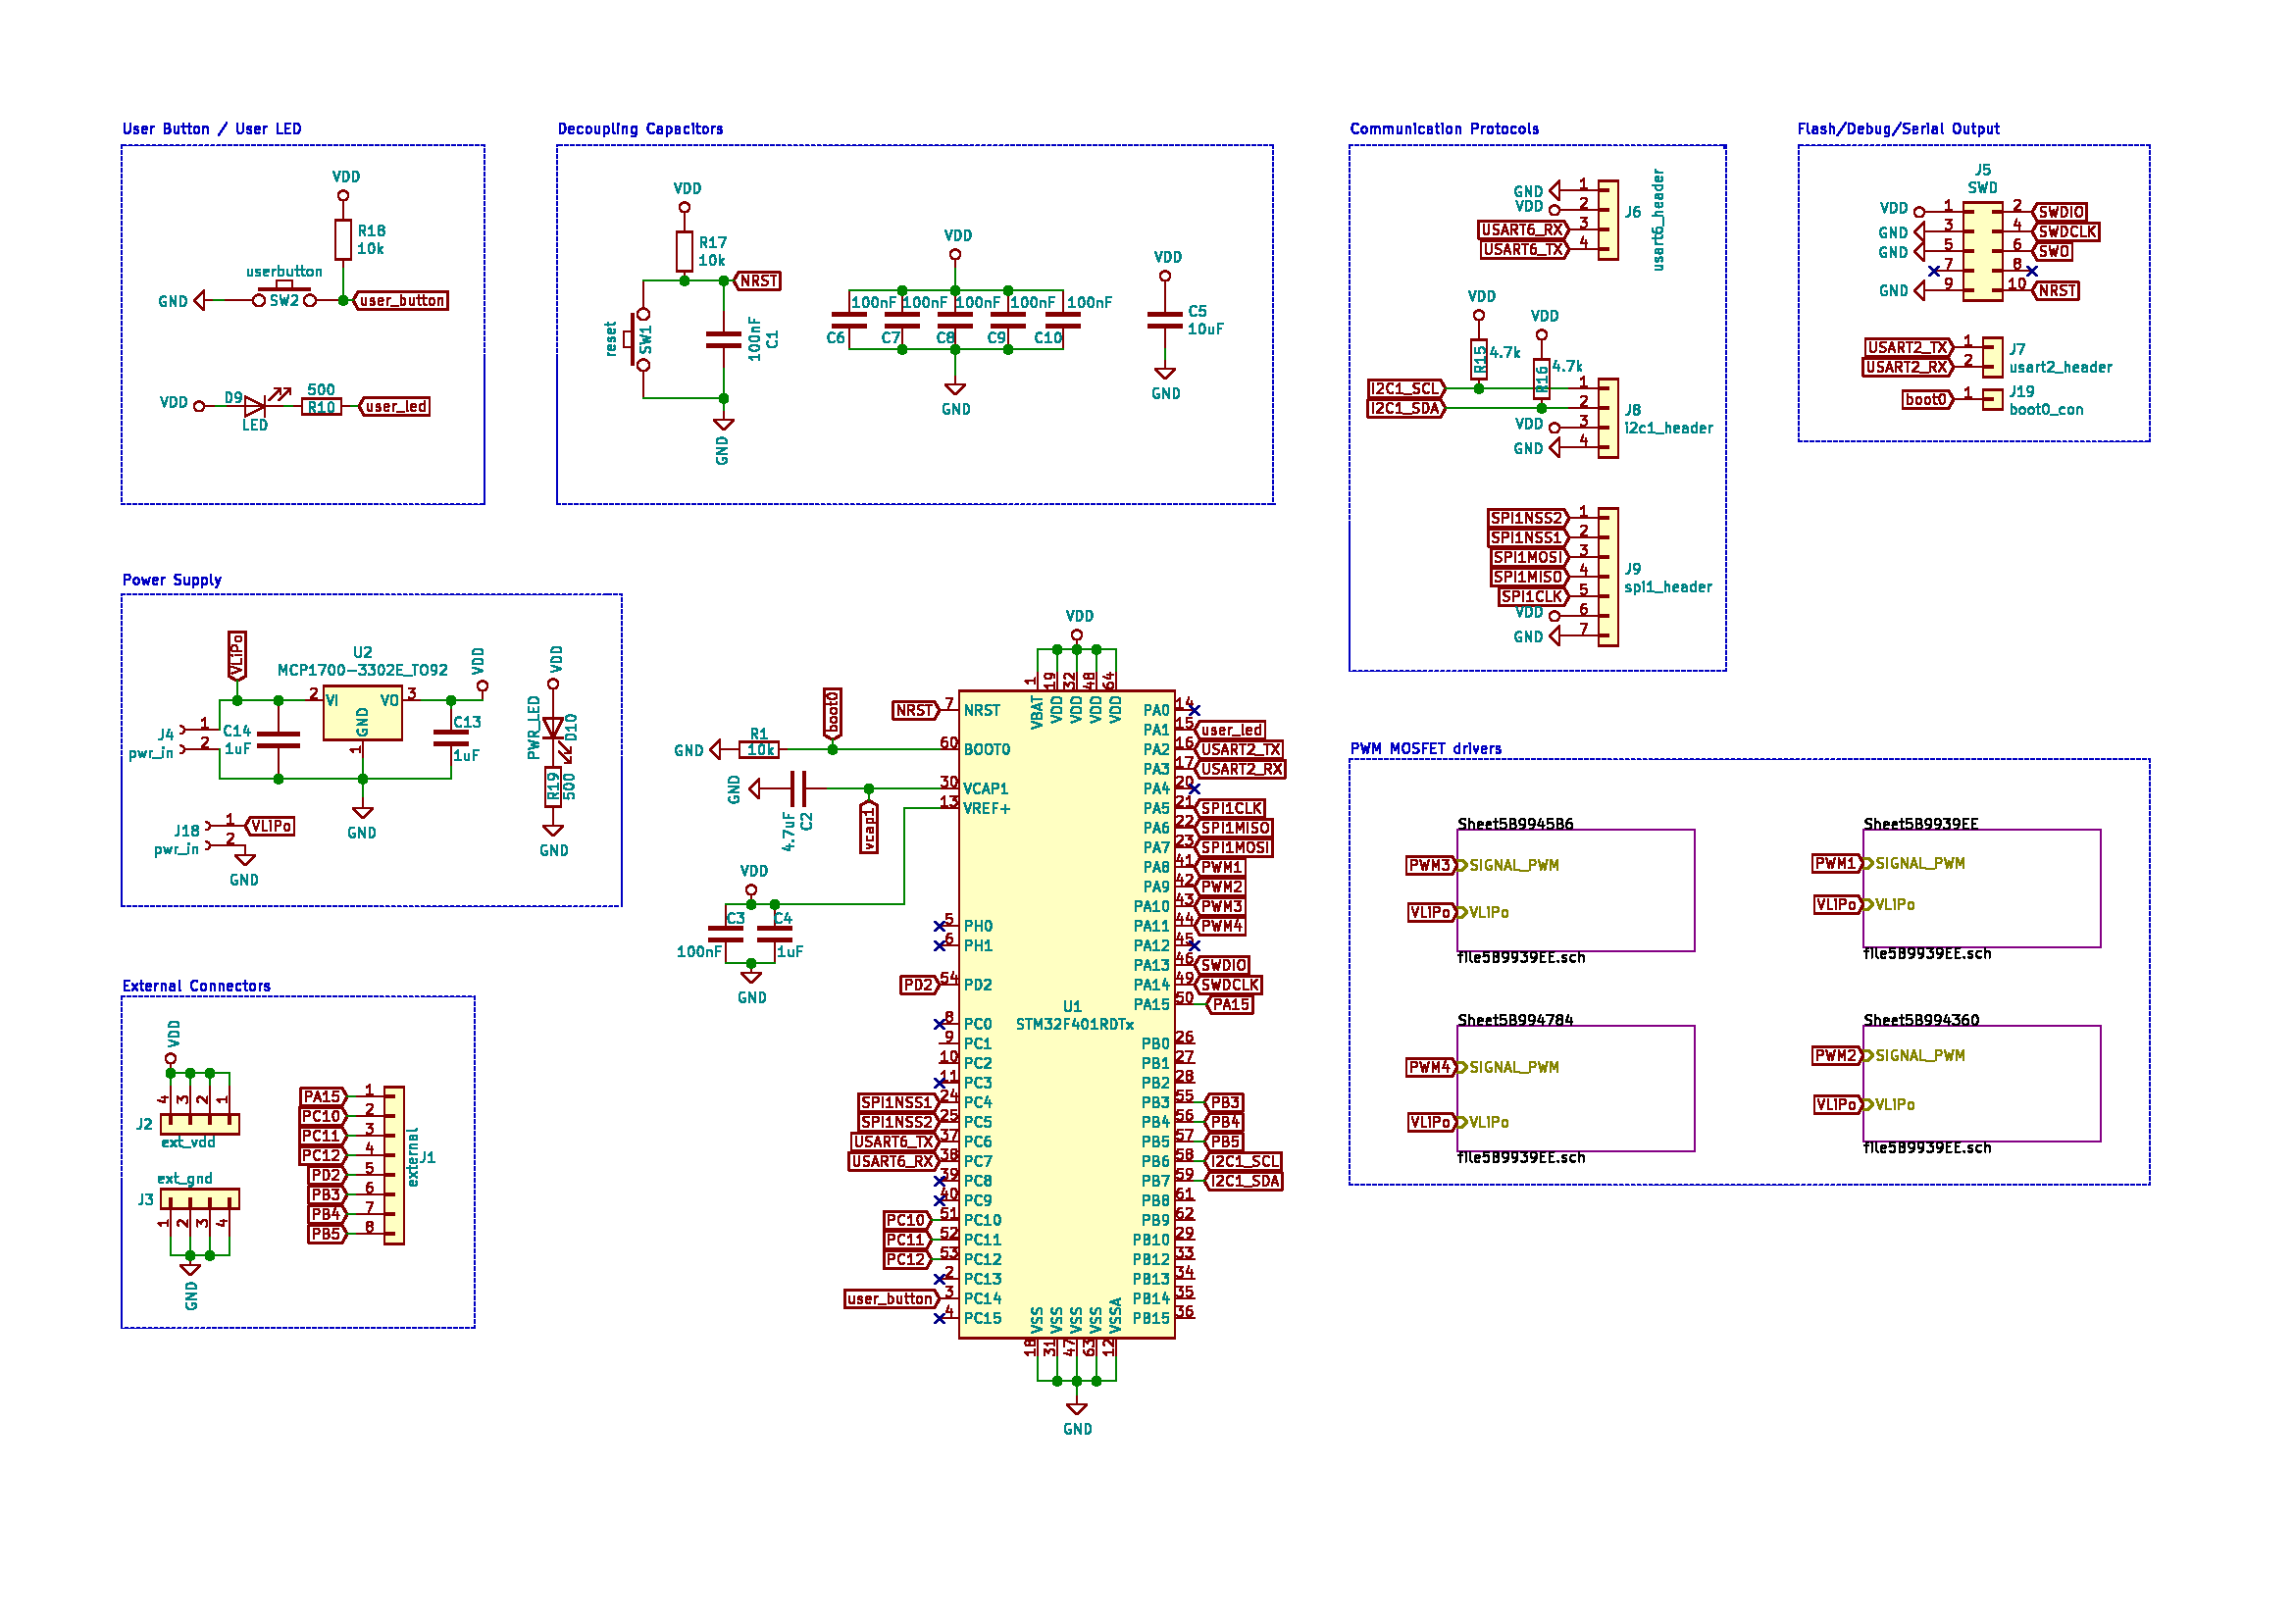 User Button / User LED
VDD
R18
10k
userbutton
GND
SW2
user_button
VDD
D9
LED
500
R10
user_led
Decoupling Capacitors
VDD
R17
10k
NRST
reset
SW1
100nF
C1
GND
VDD
100nF
100nF
100nF
100nF
100nF
C6
C7
C8
C9
C10
GND
VDD
C5
10uF
GND
Communication Protocols
GND
VDD
USART6_RX
USART6_TX
1
2
3
4
J6
usart6_header
VDD
R15
4.7k
VDD
R16
4.7k
I2C1_SCL
I2C1_SDA
VDD
GND
1
2
3
4
J8
i2c1_header
SPI1NSS2
SPI1NSS1
SPI1MOSI
SPI1MISO
SPI1CLK
VDD
GND
1
2
3
4
5
6
7
J9
spi1_header
Flash/Debug/Serial Output
J5
SWD
VDD 1 2 SWDIO
GND 3 4 SWDCLK
GND 5 6 SWO
7 8
GND 9 10 NRST
USART2_TX 1
USART2_RX 2
J7
usart2_header
boot0 1
J19
boot0_con
Power Supply
VLiPo
U2
MCP1700-3302E_TO92
2 VI
VO 3
GND
1
VDD
J4
pwr_in
1
2
C14
1uF
C13
1uF
GND
VDD
PWR_LED
D10
R19
500
GND
J18
pwr_in
1 VLiPo
2
GND
External Connectors
VDD
4 3 2 1
J2
ext_vdd
ext_gnd
J3
1 2 3 4
GND
PA15 1
PC10 2
PC11 3
PC12 4
PD2 5
PB3 6
PB4 7
PB5 8
external
J1
VDD
1 19 32 48 64
VBAT VDD VDD VDD VDD
NRST 7 NRST
GND
R1
10k
boot0
60 BOOT0
GND
4.7uF
C2
vcap1
30 VCAP1
13 VREF+
VDD
C3
100nF
C4
1uF
GND
5 PH0
6 PH1
PD2 54 PD2
8 PC0
9 PC1
10 PC2
11 PC3
SPI1NSS1 24 PC4
SPI1NSS2 25 PC5
USART6_TX 37 PC6
USART6_RX 38 PC7
39 PC8
40 PC9
PC10 51 PC10
PC11 52 PC11
PC12 53 PC12
2 PC13
user_button 3 PC14
4 PC15
U1
STM32F401RDTx
PA0 14
PA1 15 user_led
PA2 16 USART2_TX
PA3 17 USART2_RX
PA4 20
PA5 21 SPI1CLK
PA6 22 SPI1MISO
PA7 23 SPI1MOSI
PA8 41 PWM1
PA9 42 PWM2
PA10 43 PWM3
PA11 44 PWM4
PA12 45
PA13 46 SWDIO
PA14 49 SWDCLK
PA15 50 PA15
PB0 26
PB1 27
PB2 28
PB3 55 PB3
PB4 56 PB4
PB5 57 PB5
PB6 58 I2C1_SCL
PB7 59 I2C1_SDA
PB8 61
PB9 62
PB10 29
PB12 33
PB13 34
PB14 35
PB15 36
VSS VSS VSS VSS VSSA
18 31 47 63 12
GND
PWM MOSFET drivers
Sheet5B9945B6
PWM3 SIGNAL_PWM
VLiPo VLiPo
file5B9939EE.sch
Sheet5B9939EE
PWM1 SIGNAL_PWM
VLiPo VLiPo
file5B9939EE.sch
Sheet5B994784
PWM4 SIGNAL_PWM
VLiPo VLiPo
file5B9939EE.sch
Sheet5B994360
PWM2 SIGNAL_PWM
VLiPo VLiPo
file5B9939EE.sch